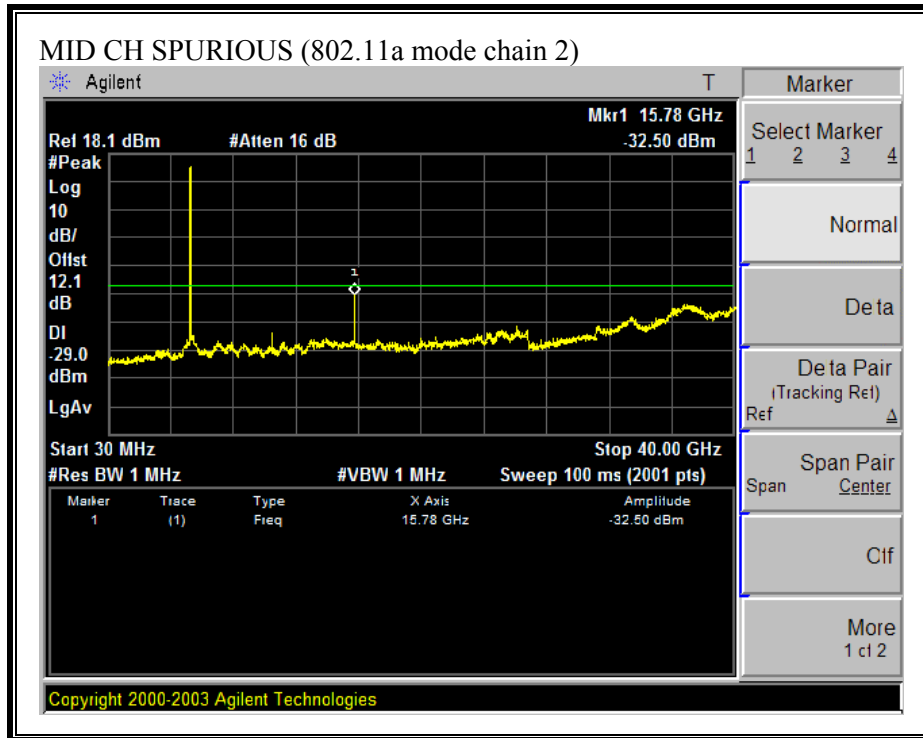 MID CH SPURIOUS (802.11a mode chain 2)
Agilent T
Mkr1 15.78 GHz
Ref 18.1 dBm #Atten 16 dB -32.50 dBm
#Peak
Log
10
dB/
Offst
12.1
dB
DI
-29.0
dBm
LgAv
1
Start 30 MHz Stop 40.00 GHz
#Res BW 1 MHz #VBW 1 MHz Sweep 100 ms (2001 pts)
Marker Trace Type X Axis Amplitude
1 (1) Freq 15.78 GHz -32.50 dBm
Copyright 2000-2003 Agilent Technologies
Marker
Select Marker
1 2 3 4
Normal
Delta
Delta Pair
(Tracking Ref)
Ref Δ
Span Pair
Span Center
Off
More
1 of 2